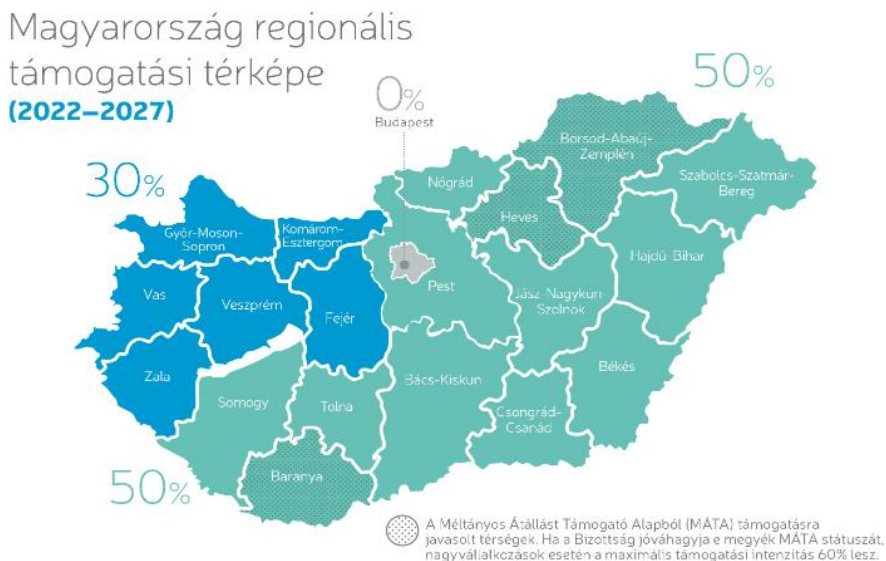 Magyarország regionális
támogatási térképe
(2022–2027)
0%
Budapest
50%
30%
Borsod-Abaúj-
Zemplén
Szabolcs-Szatmár-
Bereg
Nógrád
Heves
Győr-Moson-
Sopron
Komárom-
Esztergom
Hajdú-Bihar
Pest
Vas
Veszprém
Fejér
Jász-Nagykun-
Szolnok
Zala
Somogy
Tolna
Bács-Kiskun
Békés
Csongrád-
Csanád
Baranya
50%
A Méltányos Átállást Támogató Alapból (MÁTA) támogatásra
javasolt térségek. Ha a Bizottság jóváhagyja e megyék MÁTA státuszát,
nagyvállalkozások esetén a maximális támogatási intenzitás 60% lesz.